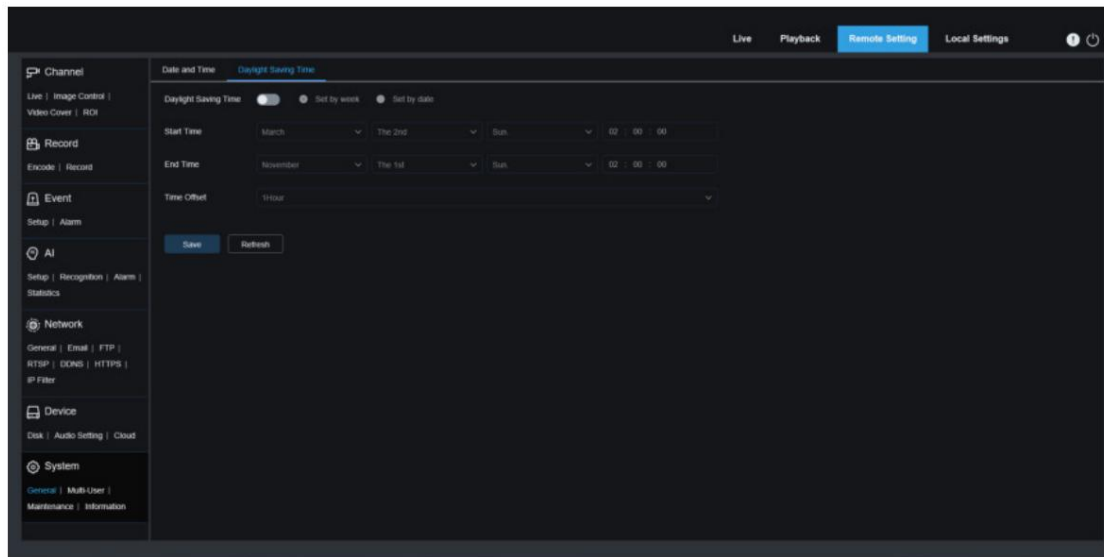 Live Playback Remote Setting Local Settings
Channel
Live | Image Control |
Video Cover | ROI
Record
Encode | Record
Event
Setup | Alarm
AI
Setup | Recognition | Alarm |
Statistics
Network
General | Email | FTP |
RTSP | DDNS | HTTPS |
IP Filter
Device
Disk | Audio Setting | Cloud
System
General | Multi-User |
Maintenance | Information
Date and Time Daylight Saving Time
Daylight Saving Time Set by week Set by date
Start Time March The 2nd Sun. 02 : 00 : 00
End Time November The 1st Sun. 02 : 00 : 00
Time Offset 1Hour
Save Refresh